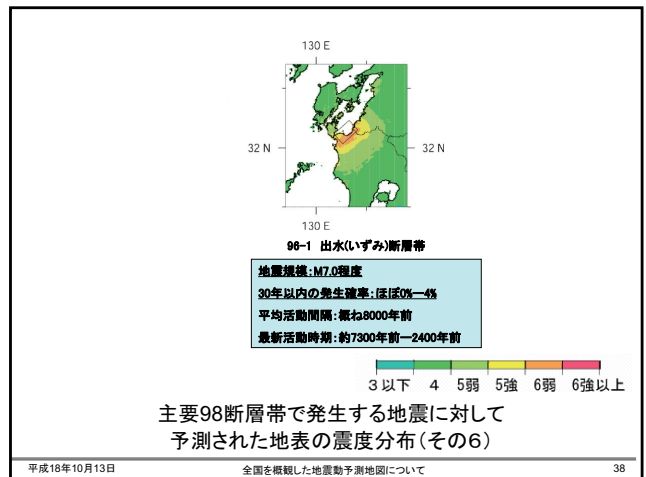 130 E
32 N
32 N
130 E
96-1 出水(いずみ)断層帯
地震規模:M7.0程度
30年以内の発生確率:ほぼ0%―4%
平均活動間隔:概ね8000年前
最新活動時期:約7300年前―2400年前
3以下 4 5弱 5強 6弱 6強以上
主要98断層帯で発生する地震に対して
予測された地表の震度分布(その6)
平成18年10月13日 全国を概観した地震動予測地図について 38